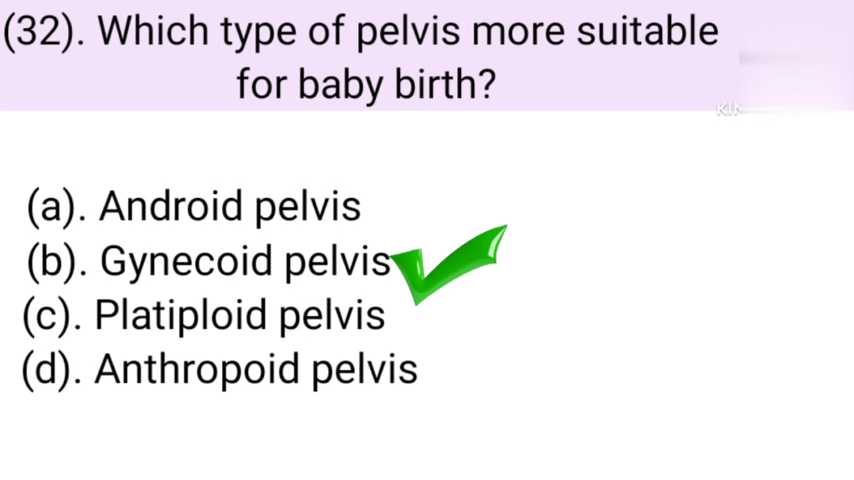 (32). Which type of pelvis more suitable
for baby birth?
(a). Android pelvis
(b). Gynecoid pelvis
(c). Platiploid pelvis
(d). Anthropoid pelvis